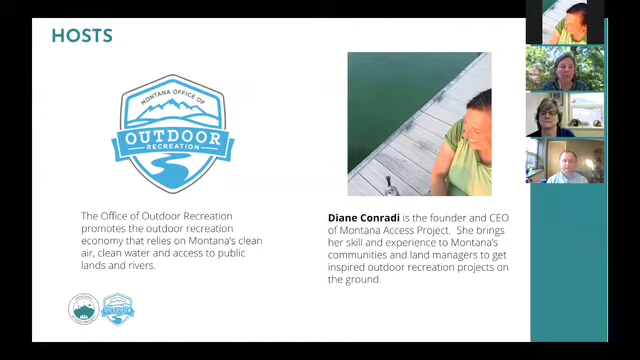 HOSTS
MONTANA OFFICE OF
OUTDOOR
RECREATION
The Office of Outdoor Recreation
promotes the outdoor recreation
economy that relies on Montana's clean
air, clean water and access to public
lands and rivers.
Diane Conradi is the founder and CEO
of Montana Access Project. She brings
her skill and experience to Montana's
communities and land managers to get
inspired outdoor recreation projects on
the ground.
OUTDOOR